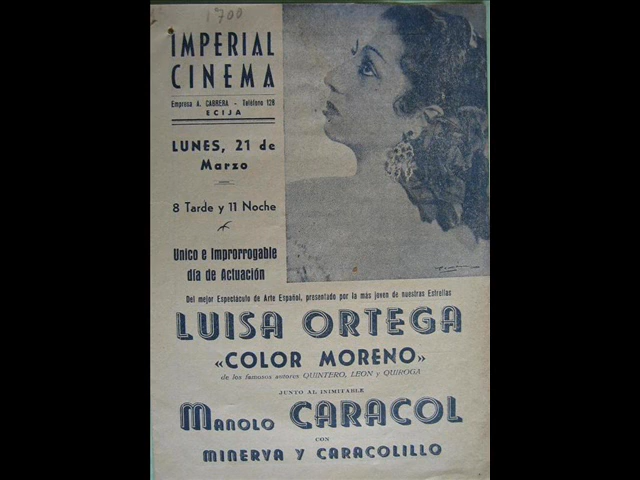 1700
IMPERIAL
CINEMA
Empresa A. CABRERA - Teléfono 128
ECIJA
LUNES, 21 de
Marzo
8 Tarde y 11 Noche
Unico e Improrrogable
día de Actuación
Del mejor Espectáculo de Arte Español, presentado por la más joven de nuestras Estrellas
LUISA ORTEGA
«COLOR MORENO»
de los famosos autores QUINTERO, LEON y QUIROGA
JUNTO AL INIMITABLE
MANOLO CARACOL
CON
MINERVA Y CARACOLILLO